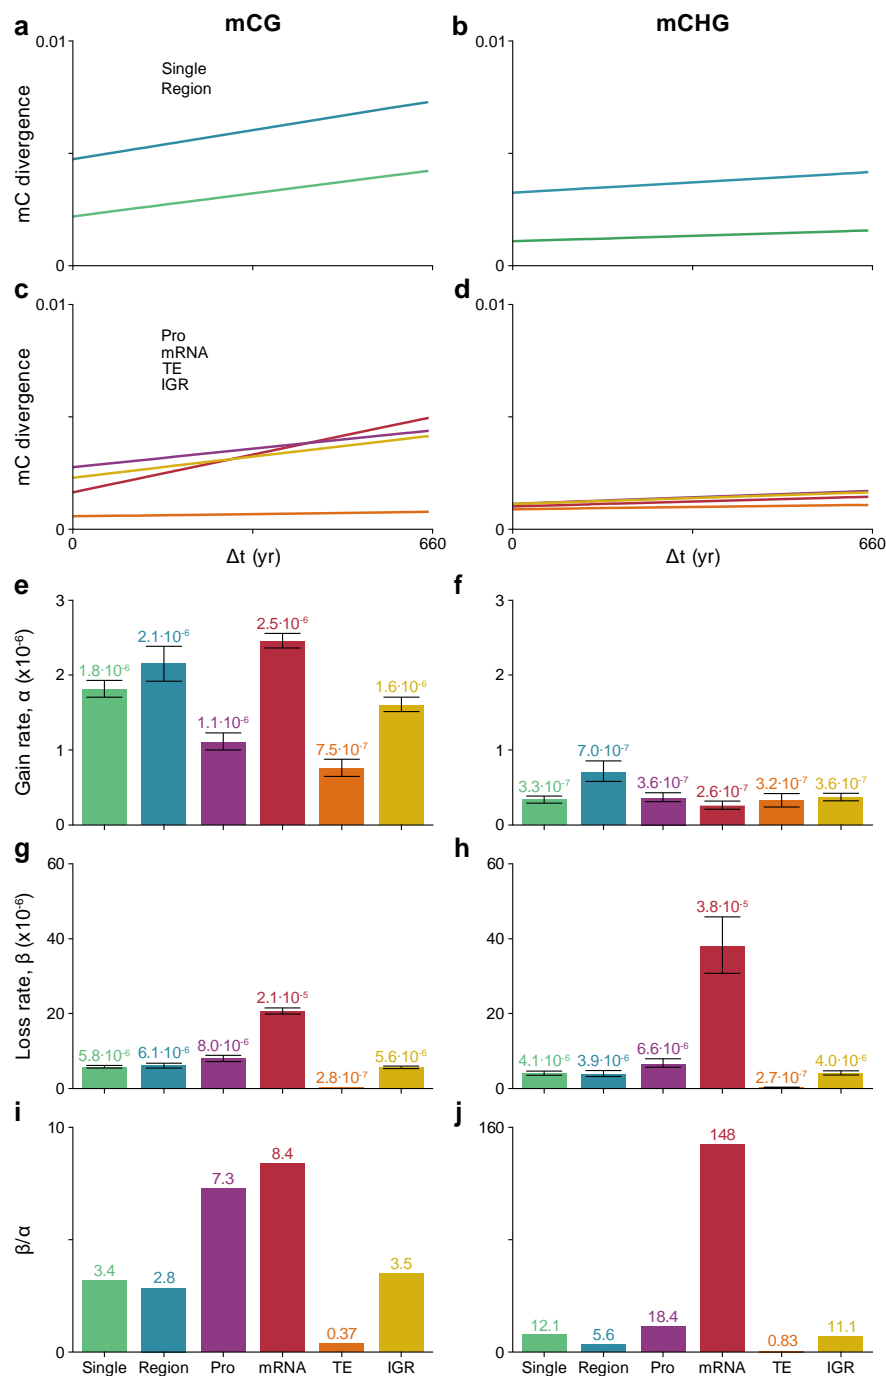 a mCG b mCHG
0.01 0.01
Single
Region
mC divergence
0 660 0 660
c d
0.01 0.01
Pro
mRNA
TE
IGR
mC divergence
0 0
0 660 0 660
Δt (yr) Δt (yr)
e f
Gain rate, α (x10⁻⁶)
3 3
2 2
1 1
0 0
1.8·10⁻⁶ 2.1·10⁻⁶ 1.1·10⁻⁶ 2.5·10⁻⁶ 7.5·10⁻⁷ 1.6·10⁻⁶
3.3·10⁻⁷ 7.0·10⁻⁷ 3.6·10⁻⁷ 2.6·10⁻⁷ 3.2·10⁻⁷ 3.6·10⁻⁷
g h
Loss rate, β (x10⁻⁶)
60 60
40 40
20 20
0 0
5.8·10⁻⁶ 6.1·10⁻⁶ 8.0·10⁻⁶ 2.1·10⁻⁵ 2.8·10⁻⁷ 5.6·10⁻⁶
4.1·10⁻⁶ 3.9·10⁻⁶ 6.6·10⁻⁶ 3.8·10⁻⁵ 2.7·10⁻⁷ 4.0·10⁻⁶
i j
β/α
10 160
0 0
3.4 2.8 7.3 8.4 0.37 3.5
12.1 5.6 18.4 148 0.83 11.1
Single Region Pro mRNA TE IGR Single Region Pro mRNA TE IGR